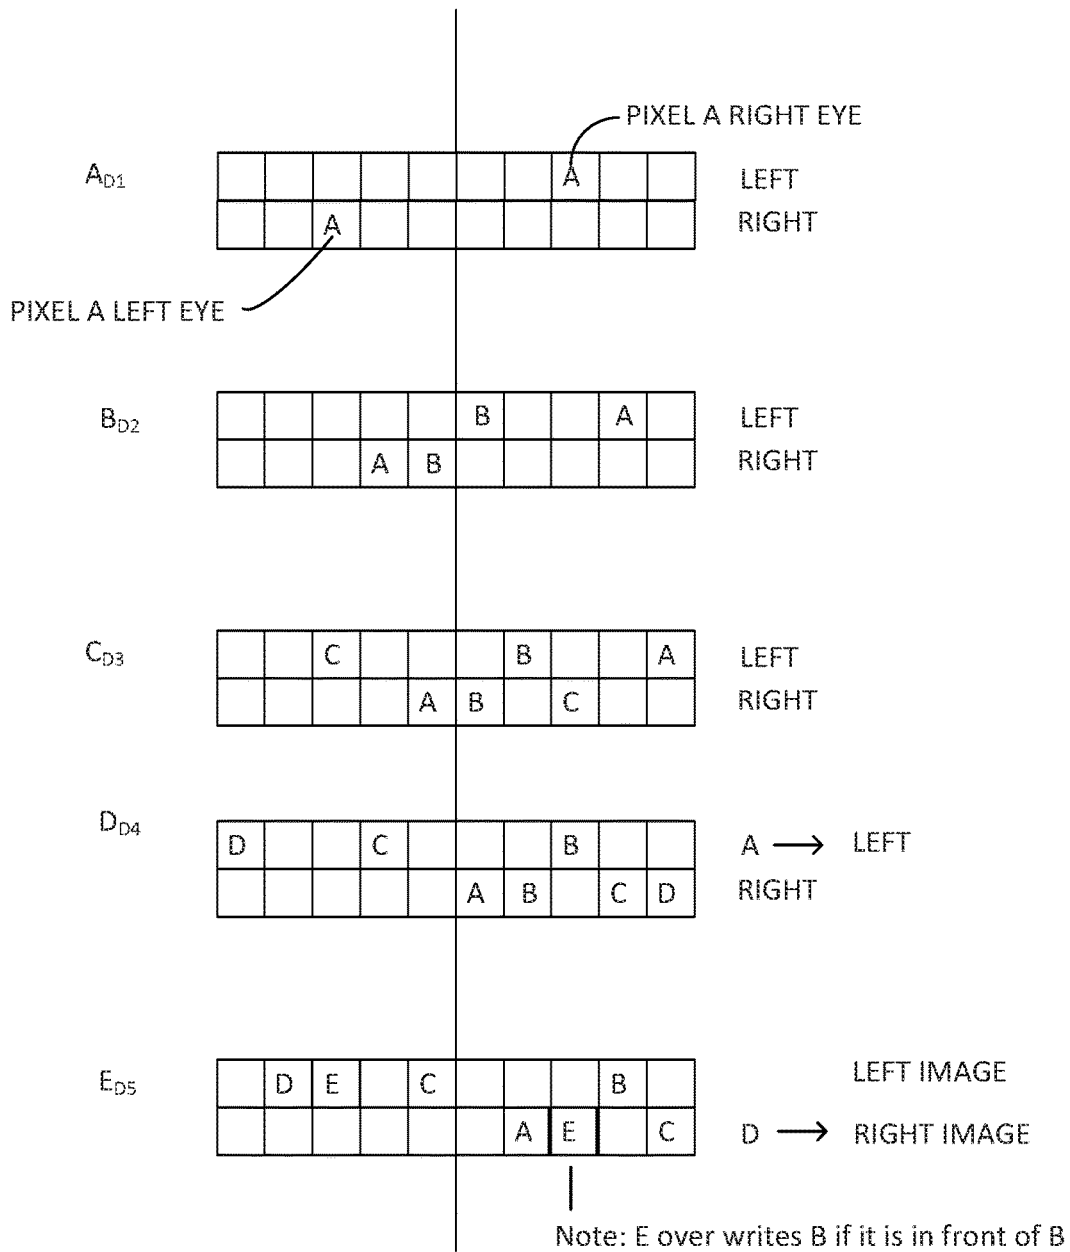 PIXEL A RIGHT EYE
A_D1
A
LEFT
A
RIGHT
PIXEL A LEFT EYE
B_D2
B A
LEFT
A B
RIGHT
C_D3
C B A
LEFT
A B C
RIGHT
D_D4
D C B
A → LEFT
A B C D
RIGHT
E_D5
D E C B
LEFT IMAGE
A E C
D → RIGHT IMAGE
Note: E over writes B if it is in front of B